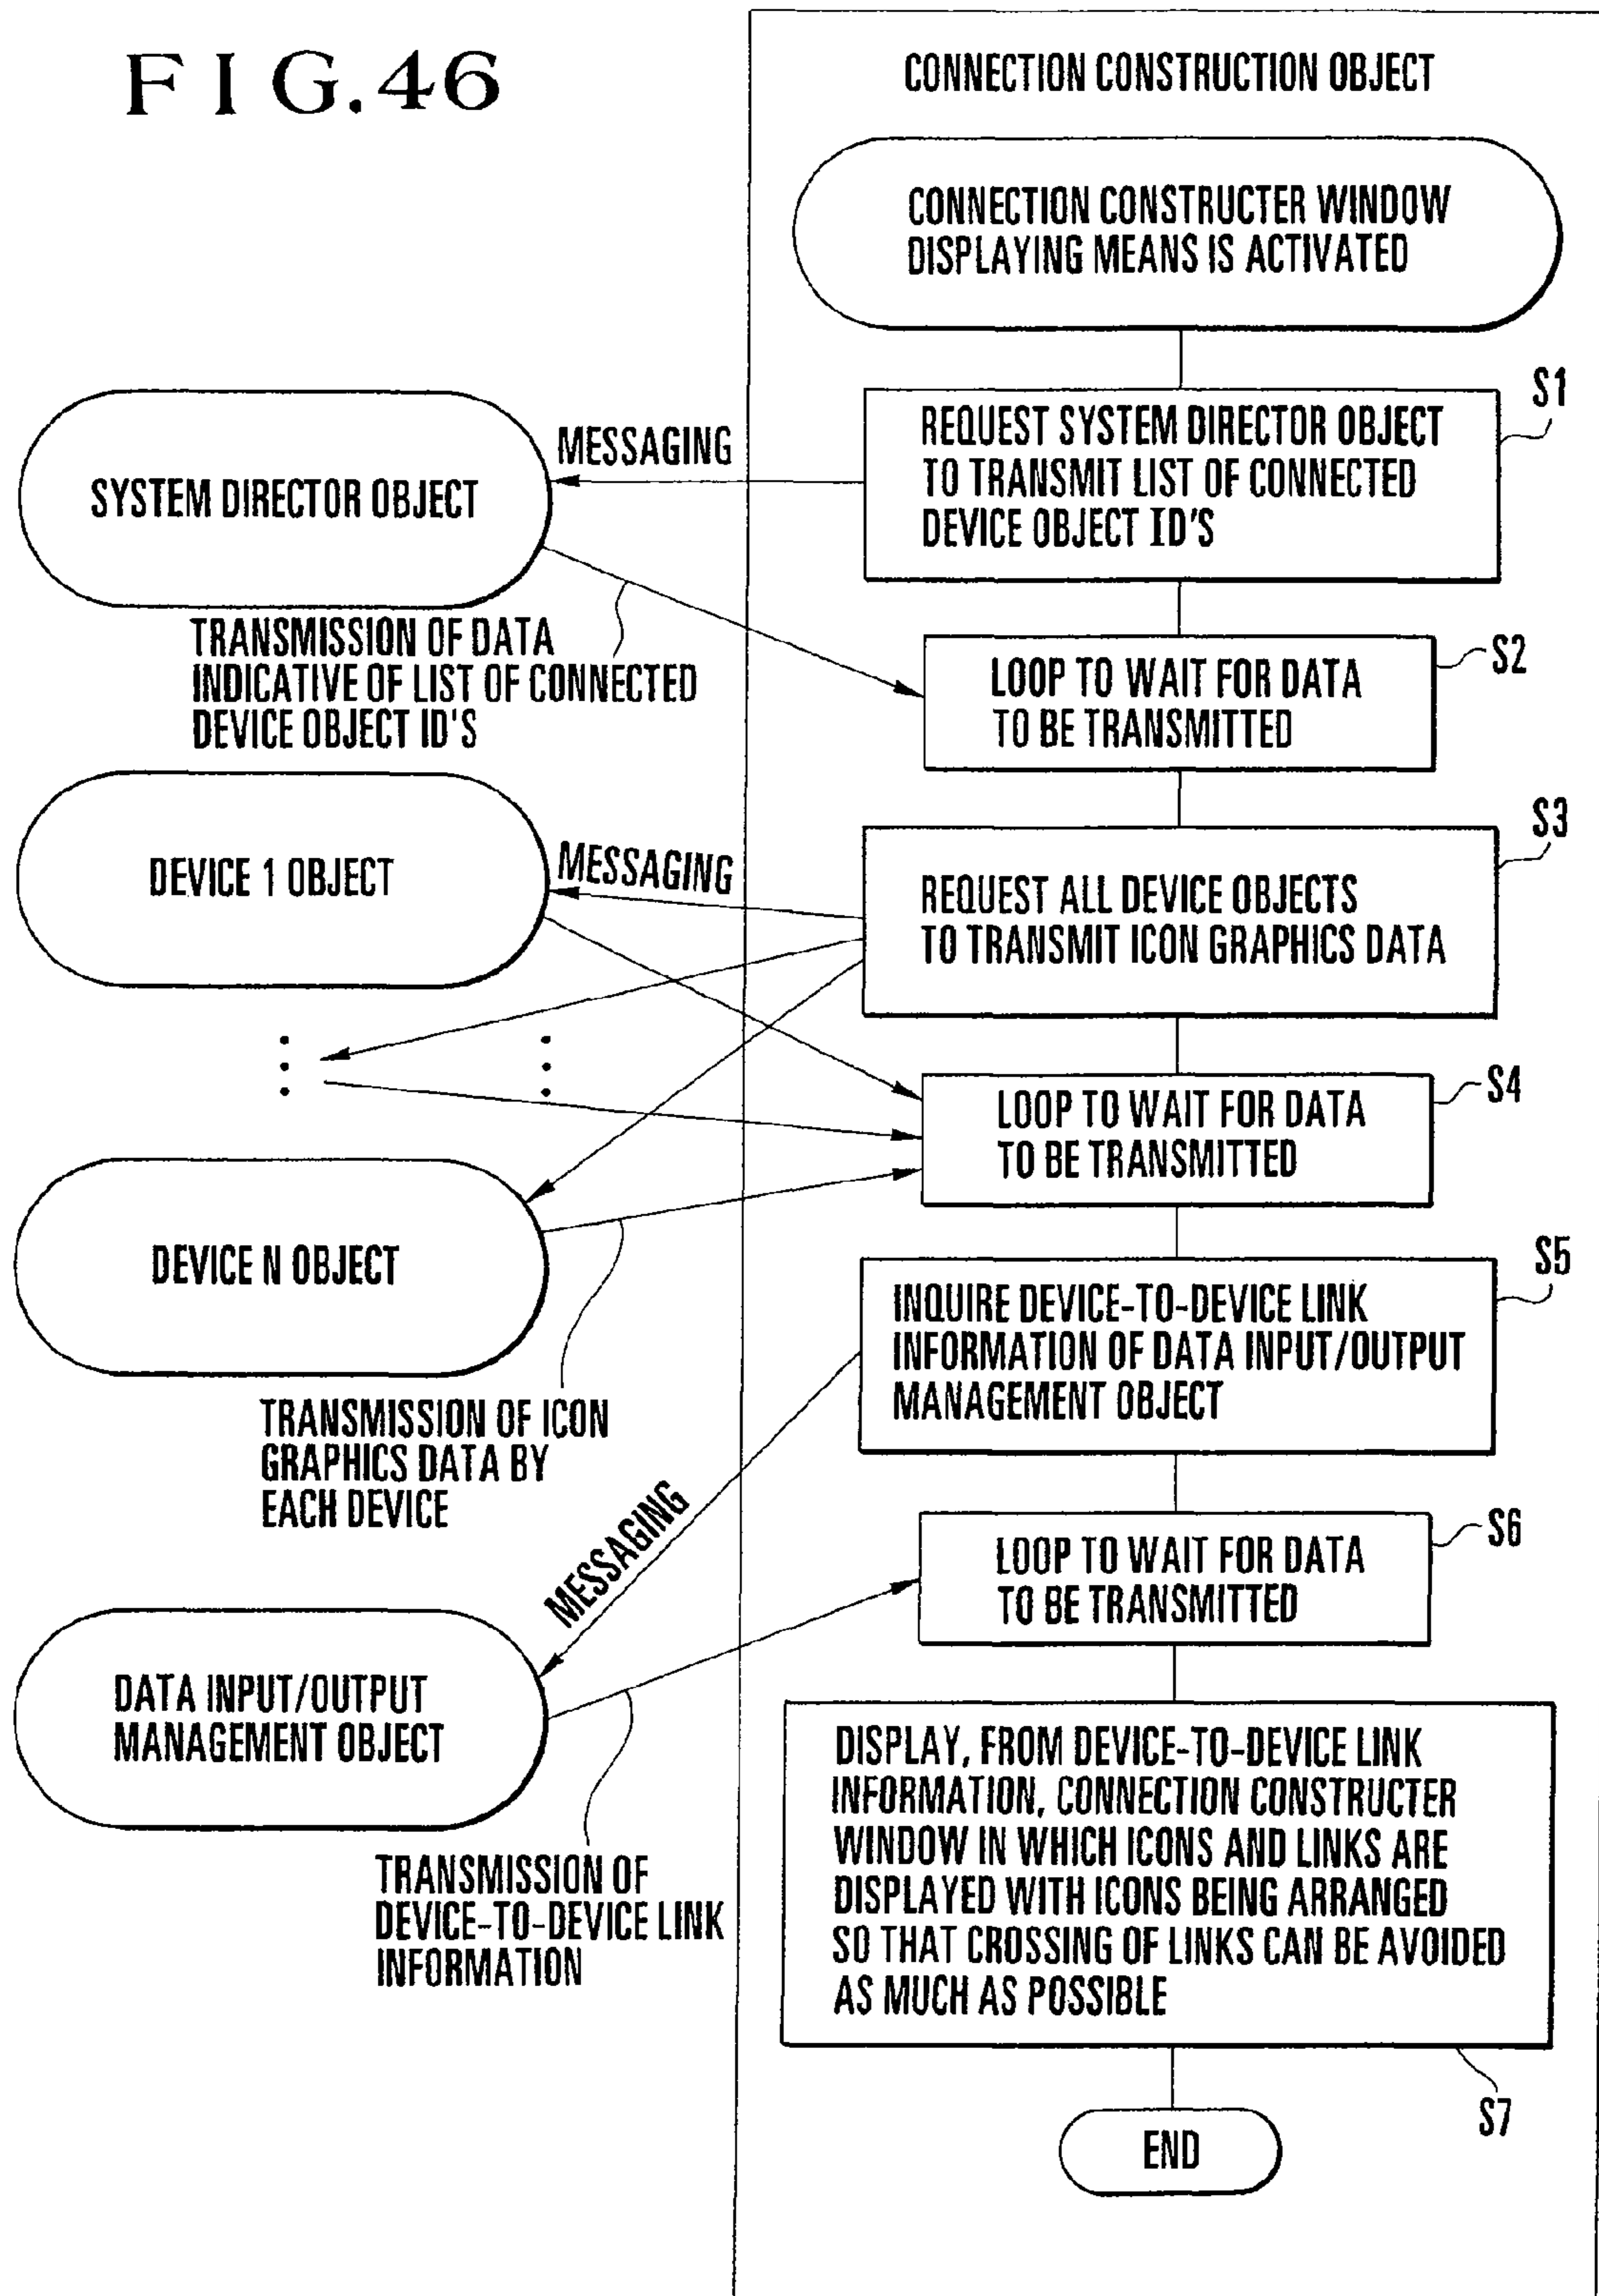 FIG.46
CONNECTION CONSTRUCTION OBJECT
CONNECTION CONSTRUCTER WINDOW
DISPLAYING MEANS IS ACTIVATED
S1
REQUEST SYSTEM DIRECTOR OBJECT
TO TRANSMIT LIST OF CONNECTED
DEVICE OBJECT ID'S
MESSAGING
SYSTEM DIRECTOR OBJECT
TRANSMISSION OF DATA
INDICATIVE OF LIST OF CONNECTED
DEVICE OBJECT ID'S
S2
LOOP TO WAIT FOR DATA
TO BE TRANSMITTED
S3
REQUEST ALL DEVICE OBJECTS
TO TRANSMIT ICON GRAPHICS DATA
MESSAGING
DEVICE 1 OBJECT
S4
LOOP TO WAIT FOR DATA
TO BE TRANSMITTED
DEVICE N OBJECT
TRANSMISSION OF ICON
GRAPHICS DATA BY
EACH DEVICE
S5
INQUIRE DEVICE-TO-DEVICE LINK
INFORMATION OF DATA INPUT/OUTPUT
MANAGEMENT OBJECT
MESSAGING
S6
LOOP TO WAIT FOR DATA
TO BE TRANSMITTED
DATA INPUT/OUTPUT
MANAGEMENT OBJECT
TRANSMISSION OF
DEVICE-TO-DEVICE LINK
INFORMATION
DISPLAY, FROM DEVICE-TO-DEVICE LINK
INFORMATION, CONNECTION CONSTRUCTER
WINDOW IN WHICH ICONS AND LINKS ARE
DISPLAYED WITH ICONS BEING ARRANGED
SO THAT CROSSING OF LINKS CAN BE AVOIDED
AS MUCH AS POSSIBLE
S7
END